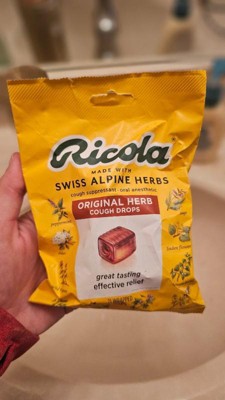 Ricola
MADE WITH
SWISS ALPINE HERBS
cough suppressant · oral anesthetic
ORIGINAL HERB
COUGH DROPS
great tasting
effective relief